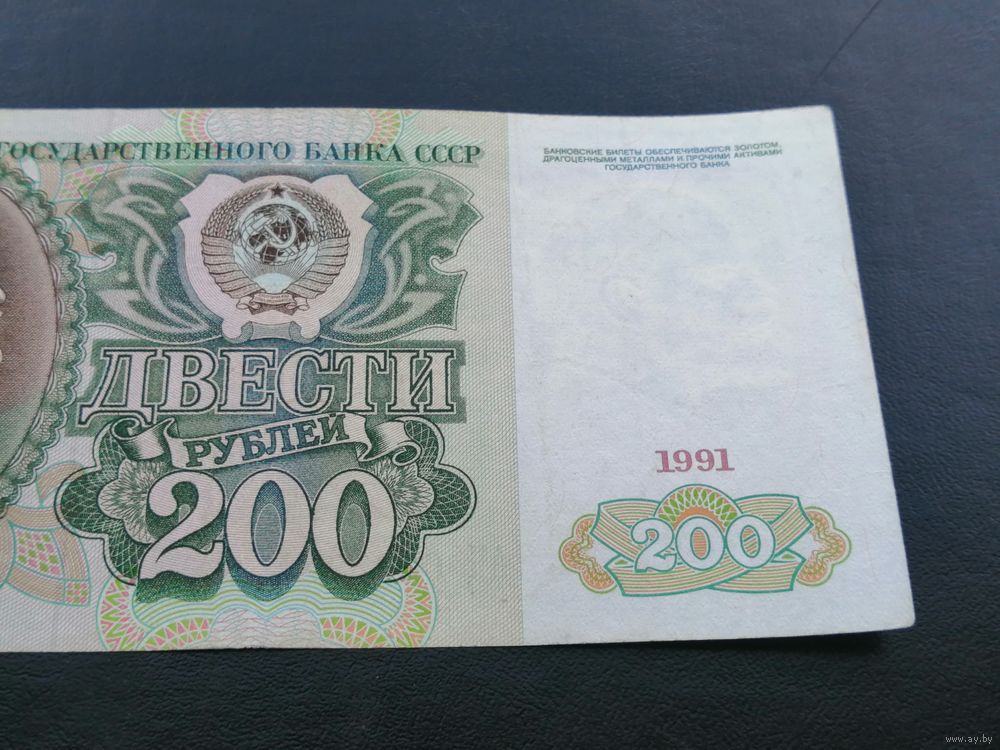 ГОСУДАРСТВЕННОГО БАНКА СССР
БАНКОВСКИЕ БИЛЕТЫ ОБЕСПЕЧИВАЮТСЯ ЗОЛОТОМ,
ДРАГОЦЕННЫМИ МЕТАЛЛАМИ И ПРОЧИМИ АКТИВАМИ
ГОСУДАРСТВЕННОГО БАНКА
ДВЕСТИ
РУБЛЕЙ
200
1991
200
www.ay.by